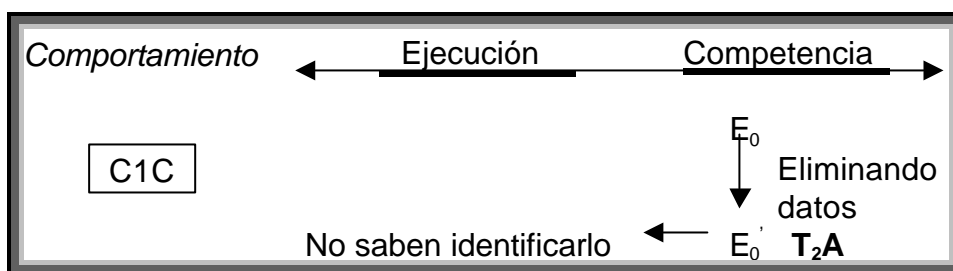 Comportamiento Ejecución Competencia
E₀
C1C Eliminando
datos
No saben identificarlo E₀' T₂A